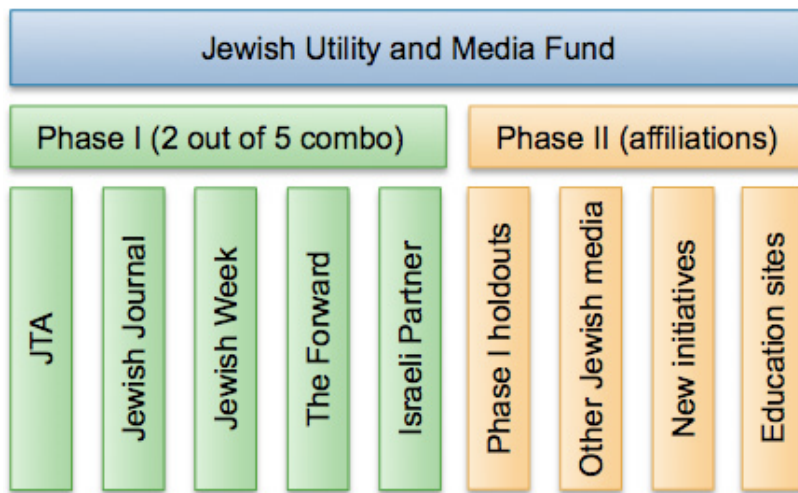 Jewish Utility and Media Fund
Phase I (2 out of 5 combo)
Phase II (affiliations)
JTA
Jewish Journal
Jewish Week
The Forward
Israeli Partner
Phase I holdouts
Other Jewish media
New initiatives
Education sites